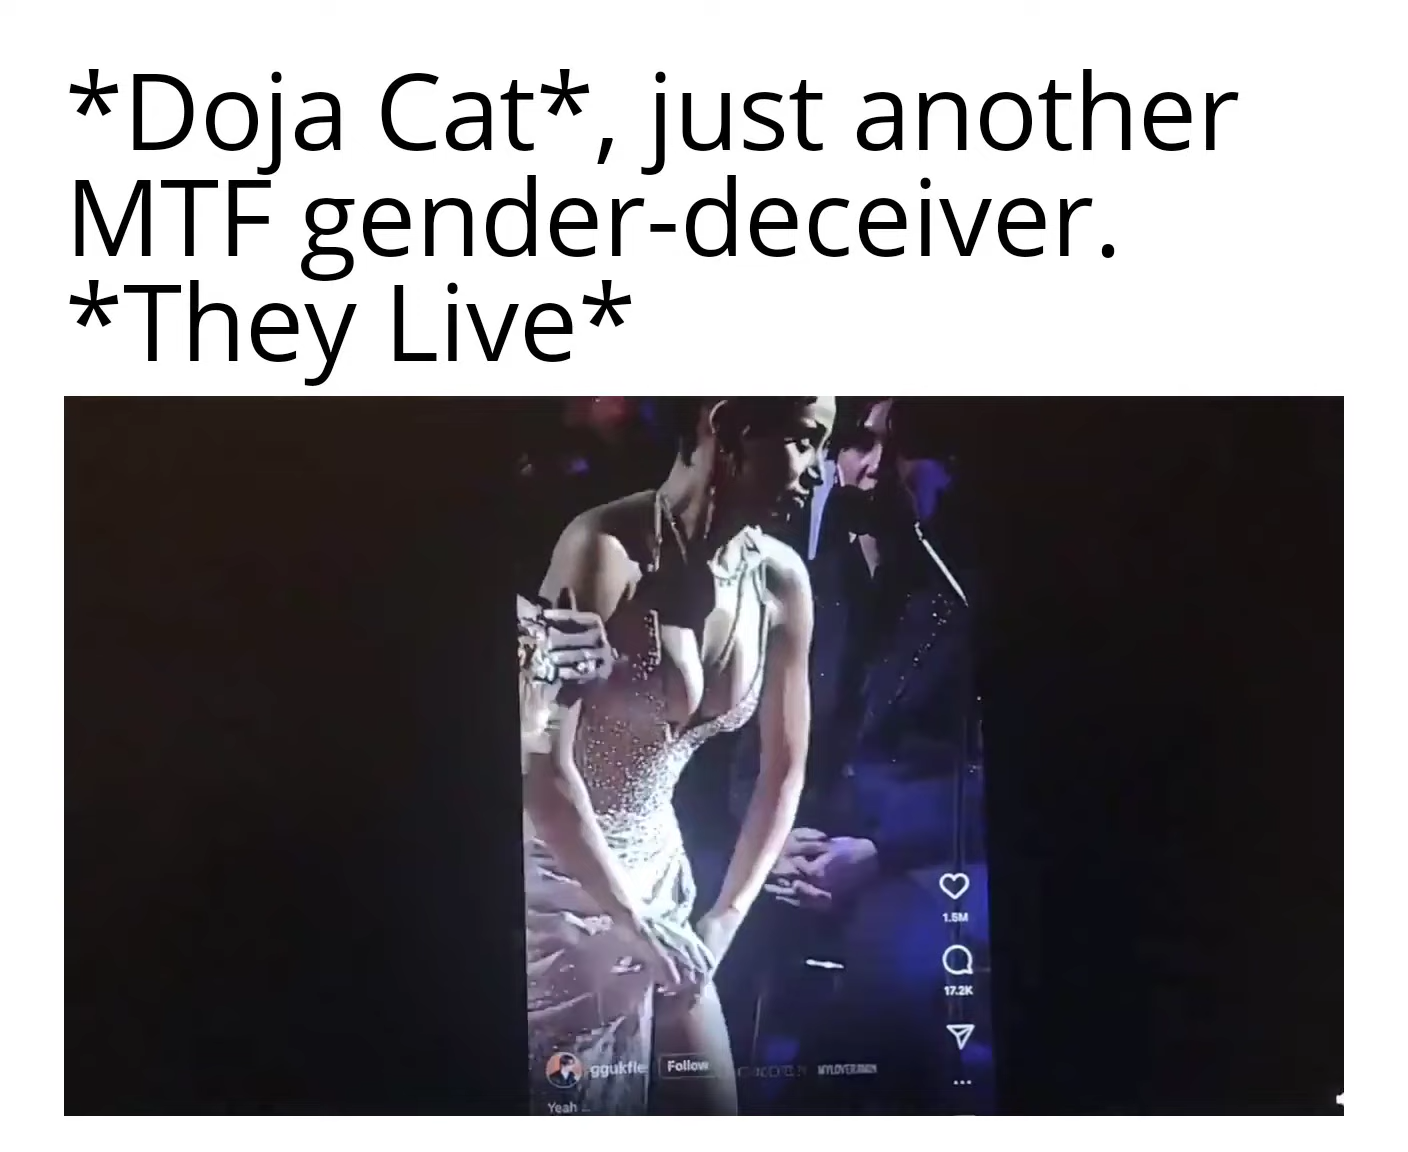 *Doja Cat*, just another
MTF gender-deceiver.
*They Live*
1.5M
17.2K
ggukfle Follow
Yeah